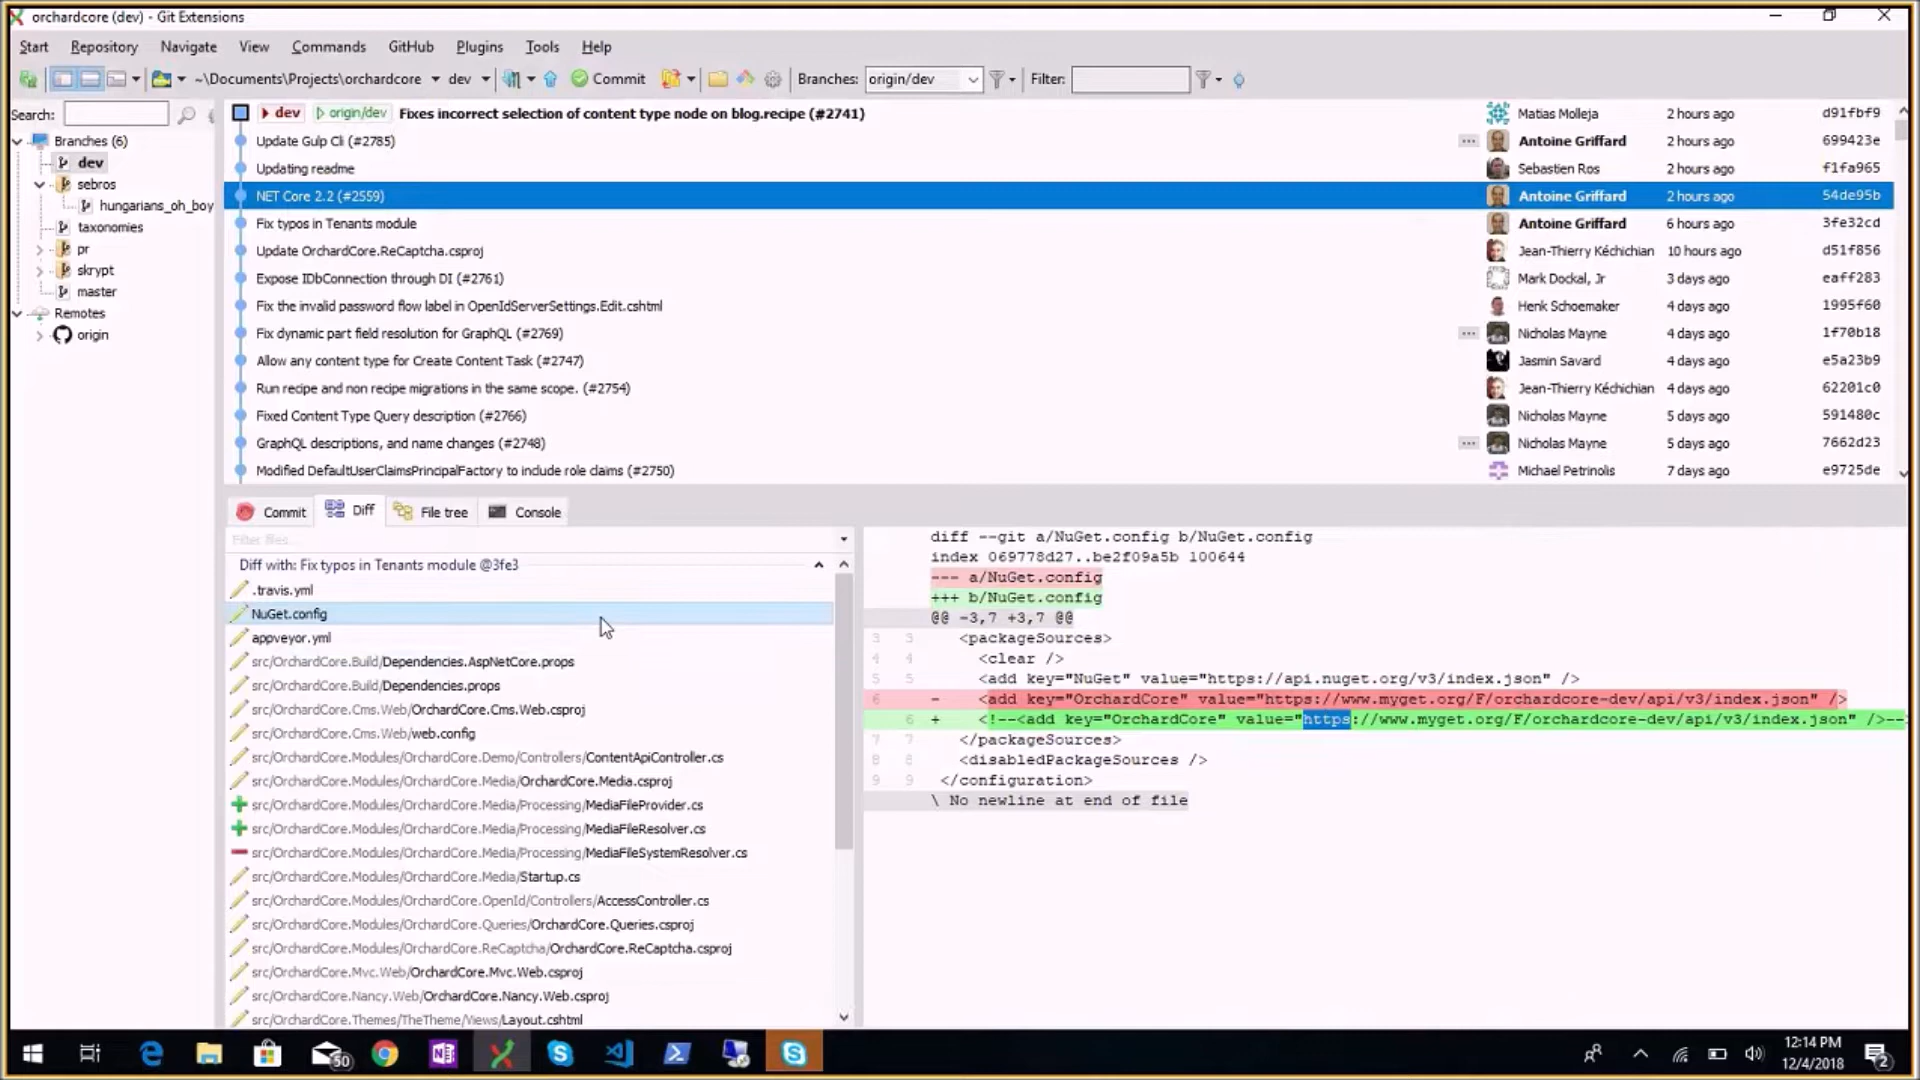 orchardcore (dev) - Git Extensions
Start Repository Navigate View Commands GitHub Plugins Tools Help
~\Documents\Projects\orchardcore dev Commit Branches: origin/dev Filter:
Search:
Branches (6)
dev
sebros
hungarians_oh_boy
taxonomies
pr
skrypt
master
Remotes
origin
dev origin/dev Fixes incorrect selection of content type node on blog.recipe (#2741) Matias Molleja 2 hours ago d91fbf9
Update Gulp Cli (#2785) Antoine Griffard 2 hours ago 699423e
Updating readme Sebastien Ros 2 hours ago f1fa965
NET Core 2.2 (#2559) Antoine Griffard 2 hours ago 54de95b
Fix typos in Tenants module Antoine Griffard 6 hours ago 3fe32cd
Update OrchardCore.ReCaptcha.csproj Jean-Thierry Kéchichian 10 hours ago d51f856
Expose IDbConnection through DI (#2761) Mark Dockal, Jr 3 days ago eaff283
Fix the invalid password flow label in OpenIdServerSettings.Edit.cshtml Henk Schoemaker 4 days ago 1995f60
Fix dynamic part field resolution for GraphQL (#2769) Nicholas Mayne 4 days ago 1f70b18
Allow any content type for Create Content Task (#2747) Jasmin Savard 4 days ago e5a23b9
Run recipe and non recipe migrations in the same scope. (#2754) Jean-Thierry Kéchichian 4 days ago 62201c0
Fixed Content Type Query description (#2766) Nicholas Mayne 5 days ago 591480c
GraphQL descriptions, and name changes (#2748) Nicholas Mayne 5 days ago 7662d23
Modified DefaultUserClaimsPrincipalFactory to include role claims (#2750) Michael Petrinolis 7 days ago e9725de
Commit Diff File tree Console
Filter files...
Diff with: Fix typos in Tenants module @3fe3
.travis.yml
NuGet.config
appveyor.yml
src/OrchardCore.Build/Dependencies.AspNetCore.props
src/OrchardCore.Build/Dependencies.props
src/OrchardCore.Cms.Web/OrchardCore.Cms.Web.csproj
src/OrchardCore.Cms.Web/web.config
src/OrchardCore.Modules/OrchardCore.Demo/Controllers/ContentApiController.cs
src/OrchardCore.Modules/OrchardCore.Media/OrchardCore.Media.csproj
src/OrchardCore.Modules/OrchardCore.Media/Processing/MediaFileProvider.cs
src/OrchardCore.Modules/OrchardCore.Media/Processing/MediaFileResolver.cs
src/OrchardCore.Modules/OrchardCore.Media/Processing/MediaFileSystemResolver.cs
src/OrchardCore.Modules/OrchardCore.Media/Startup.cs
src/OrchardCore.Modules/OrchardCore.OpenId/Controllers/AccessController.cs
src/OrchardCore.Modules/OrchardCore.Queries/OrchardCore.Queries.csproj
src/OrchardCore.Modules/OrchardCore.ReCaptcha/OrchardCore.ReCaptcha.csproj
src/OrchardCore.Mvc.Web/OrchardCore.Mvc.Web.csproj
src/OrchardCore.Nancy.Web/OrchardCore.Nancy.Web.csproj
src/OrchardCore.Themes/TheTheme/Views/Layout.cshtml
diff --git a/NuGet.config b/NuGet.config
index 069778d27..be2f09a5b 100644
--- a/NuGet.config
+++ b/NuGet.config
@@ -3,7 +3,7 @@
3 3 <packageSources>
4 4 <clear />
5 5 <add key="NuGet" value="https://api.nuget.org/v3/index.json" />
6 - <add key="OrchardCore" value="https://www.myget.org/F/orchardcore-dev/api/v3/index.json" />
6 + <!--<add key="OrchardCore" value="https://www.myget.org/F/orchardcore-dev/api/v3/index.json" />--
7 7 </packageSources>
8 8 <disabledPackageSources />
9 9 </configuration>
\ No newline at end of file
50
12:14 PM
12/4/2018
2